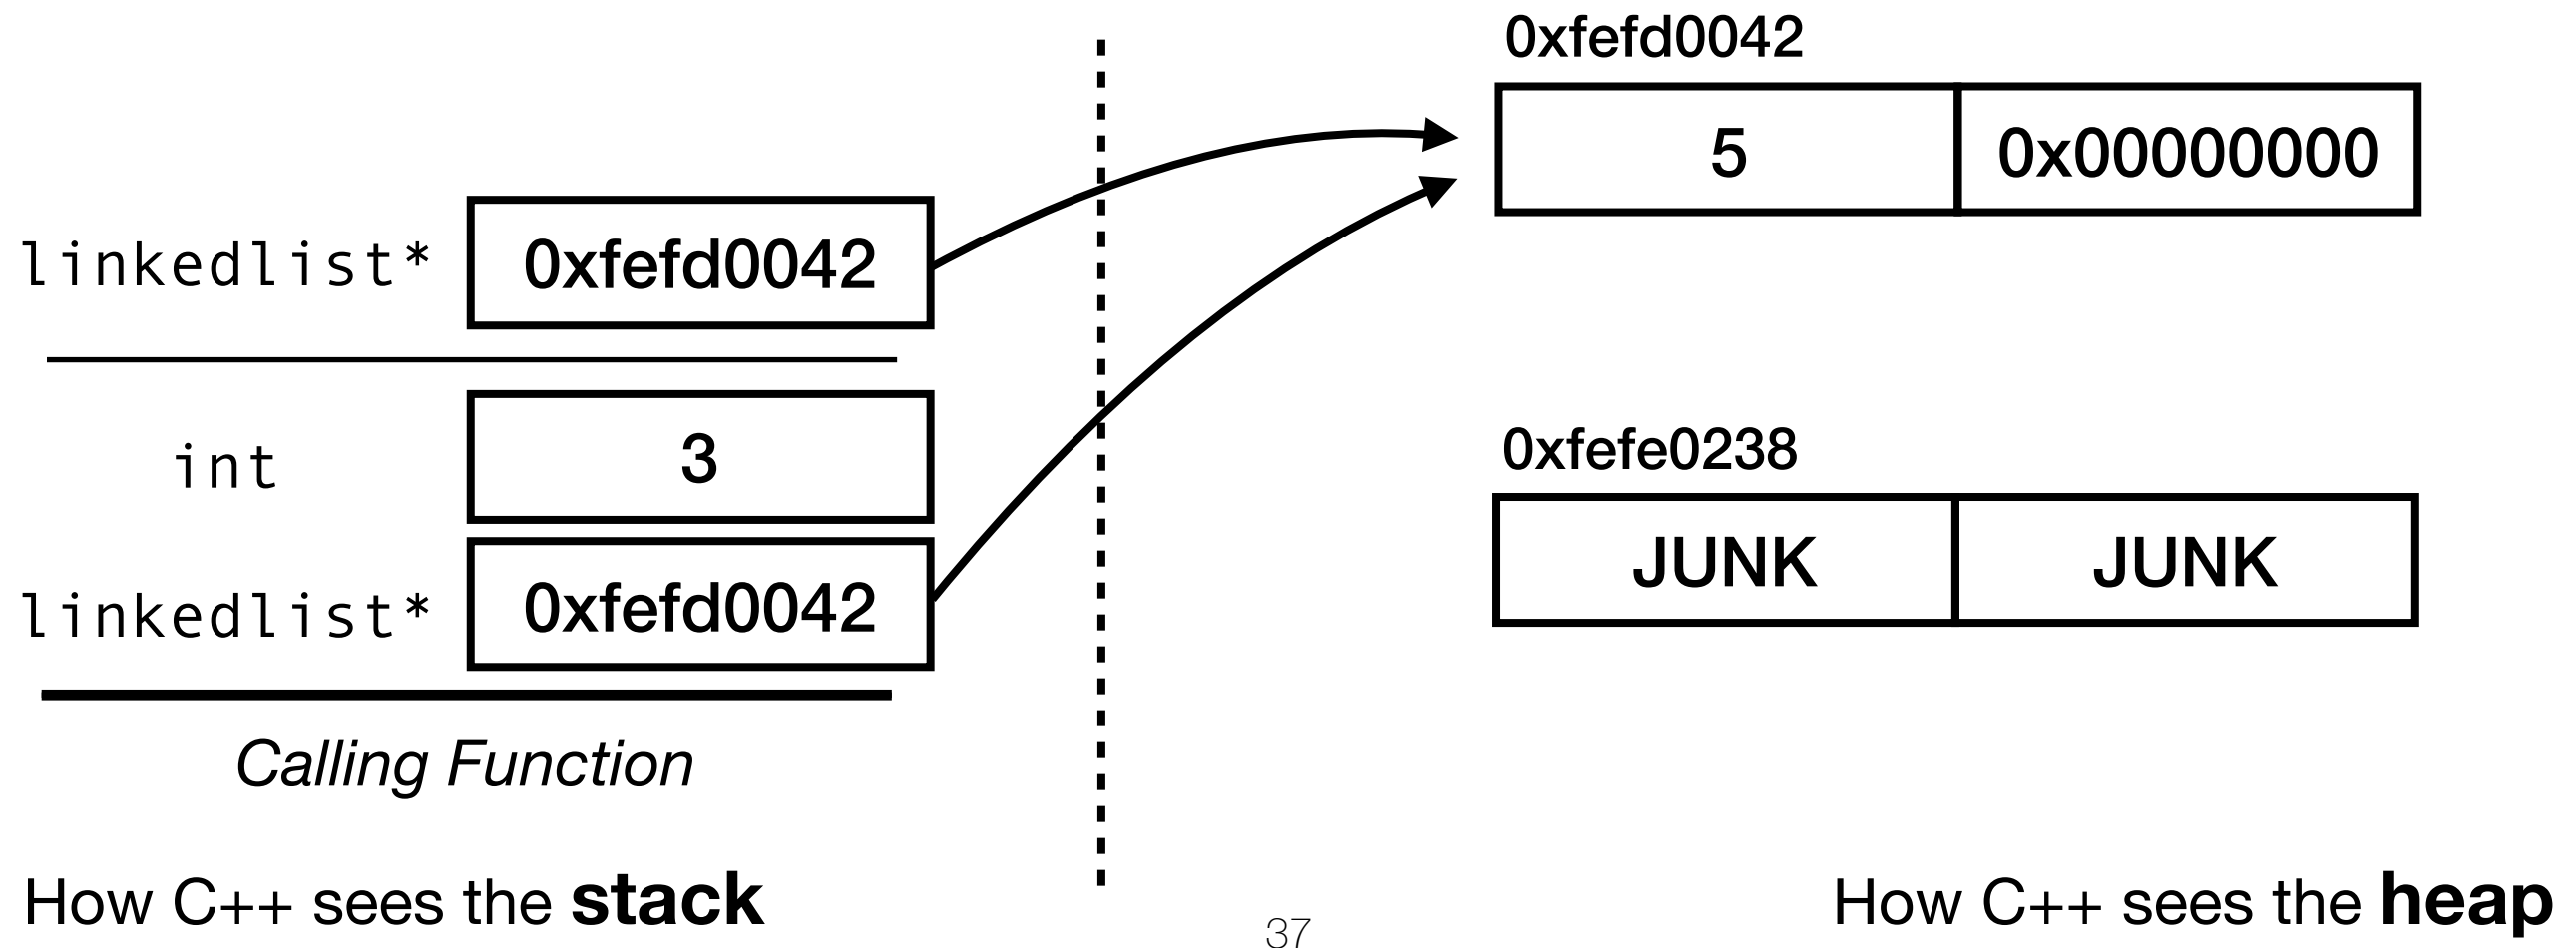 0xfefd0042
5 0x00000000
linkedlist* 0xfefd0042
int 3
0xfefe0238
JUNK JUNK
linkedlist* 0xfefd0042
Calling Function
How C++ sees the stack
How C++ sees the heap
37